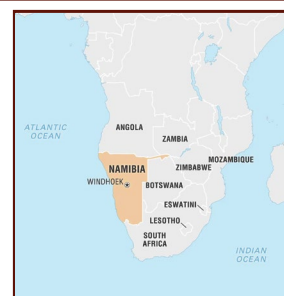 ATLANTIC
OCEAN
ANGOLA
ZAMBIA
NAMIBIA
WINDHOEK
ZIMBABWE
MOZAMBIQUE
BOTSWANA
ESWATINI
LESOTHO
SOUTH
AFRICA
INDIAN
OCEAN